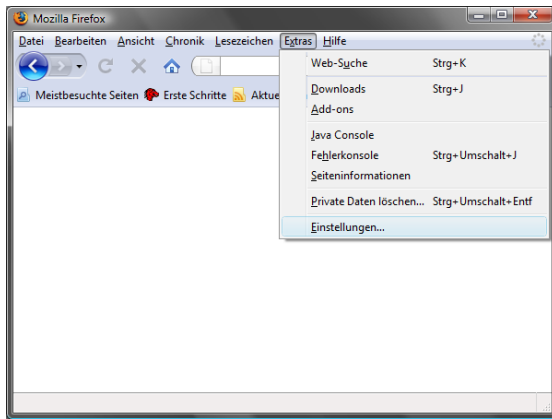 Mozilla Firefox
Datei Bearbeiten Ansicht Chronik Lesezeichen Extras Hilfe
Meistbesuchte Seiten Erste Schritte Aktue
Web-Suche Strg+K
Downloads Strg+J
Add-ons
Java Console
Fehlerkonsole Strg+Umschalt+J
Seiteninformationen
Private Daten löschen... Strg+Umschalt+Entf
Einstellungen...